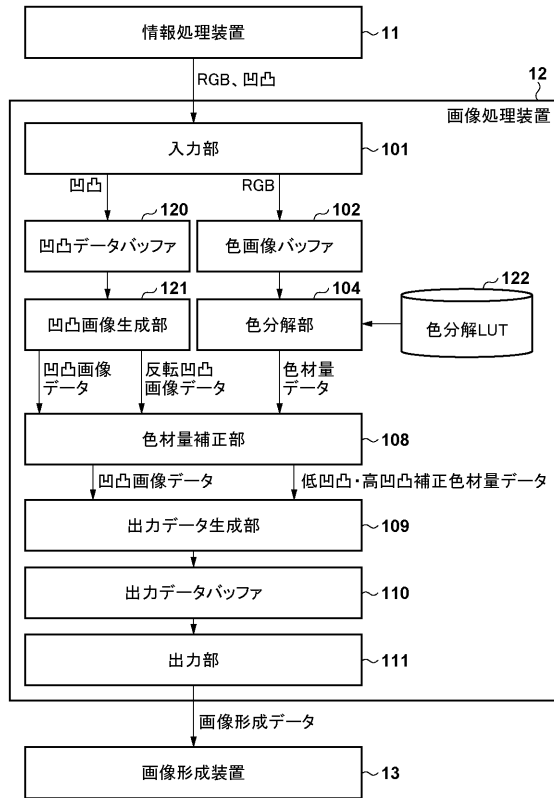 情報処理装置
11
RGB、凹凸
12
画像処理装置
入力部
101
凹凸
RGB
120
102
凹凸データバッファ
色画像バッファ
121
104
122
凹凸画像生成部
色分解部
色分解LUT
凹凸画像
データ
反転凹凸
画像データ
色材量
データ
色材量補正部
108
凹凸画像データ
低凹凸・高凹凸補正色材量データ
出力データ生成部
109
出力データバッファ
110
出力部
111
画像形成データ
画像形成装置
13